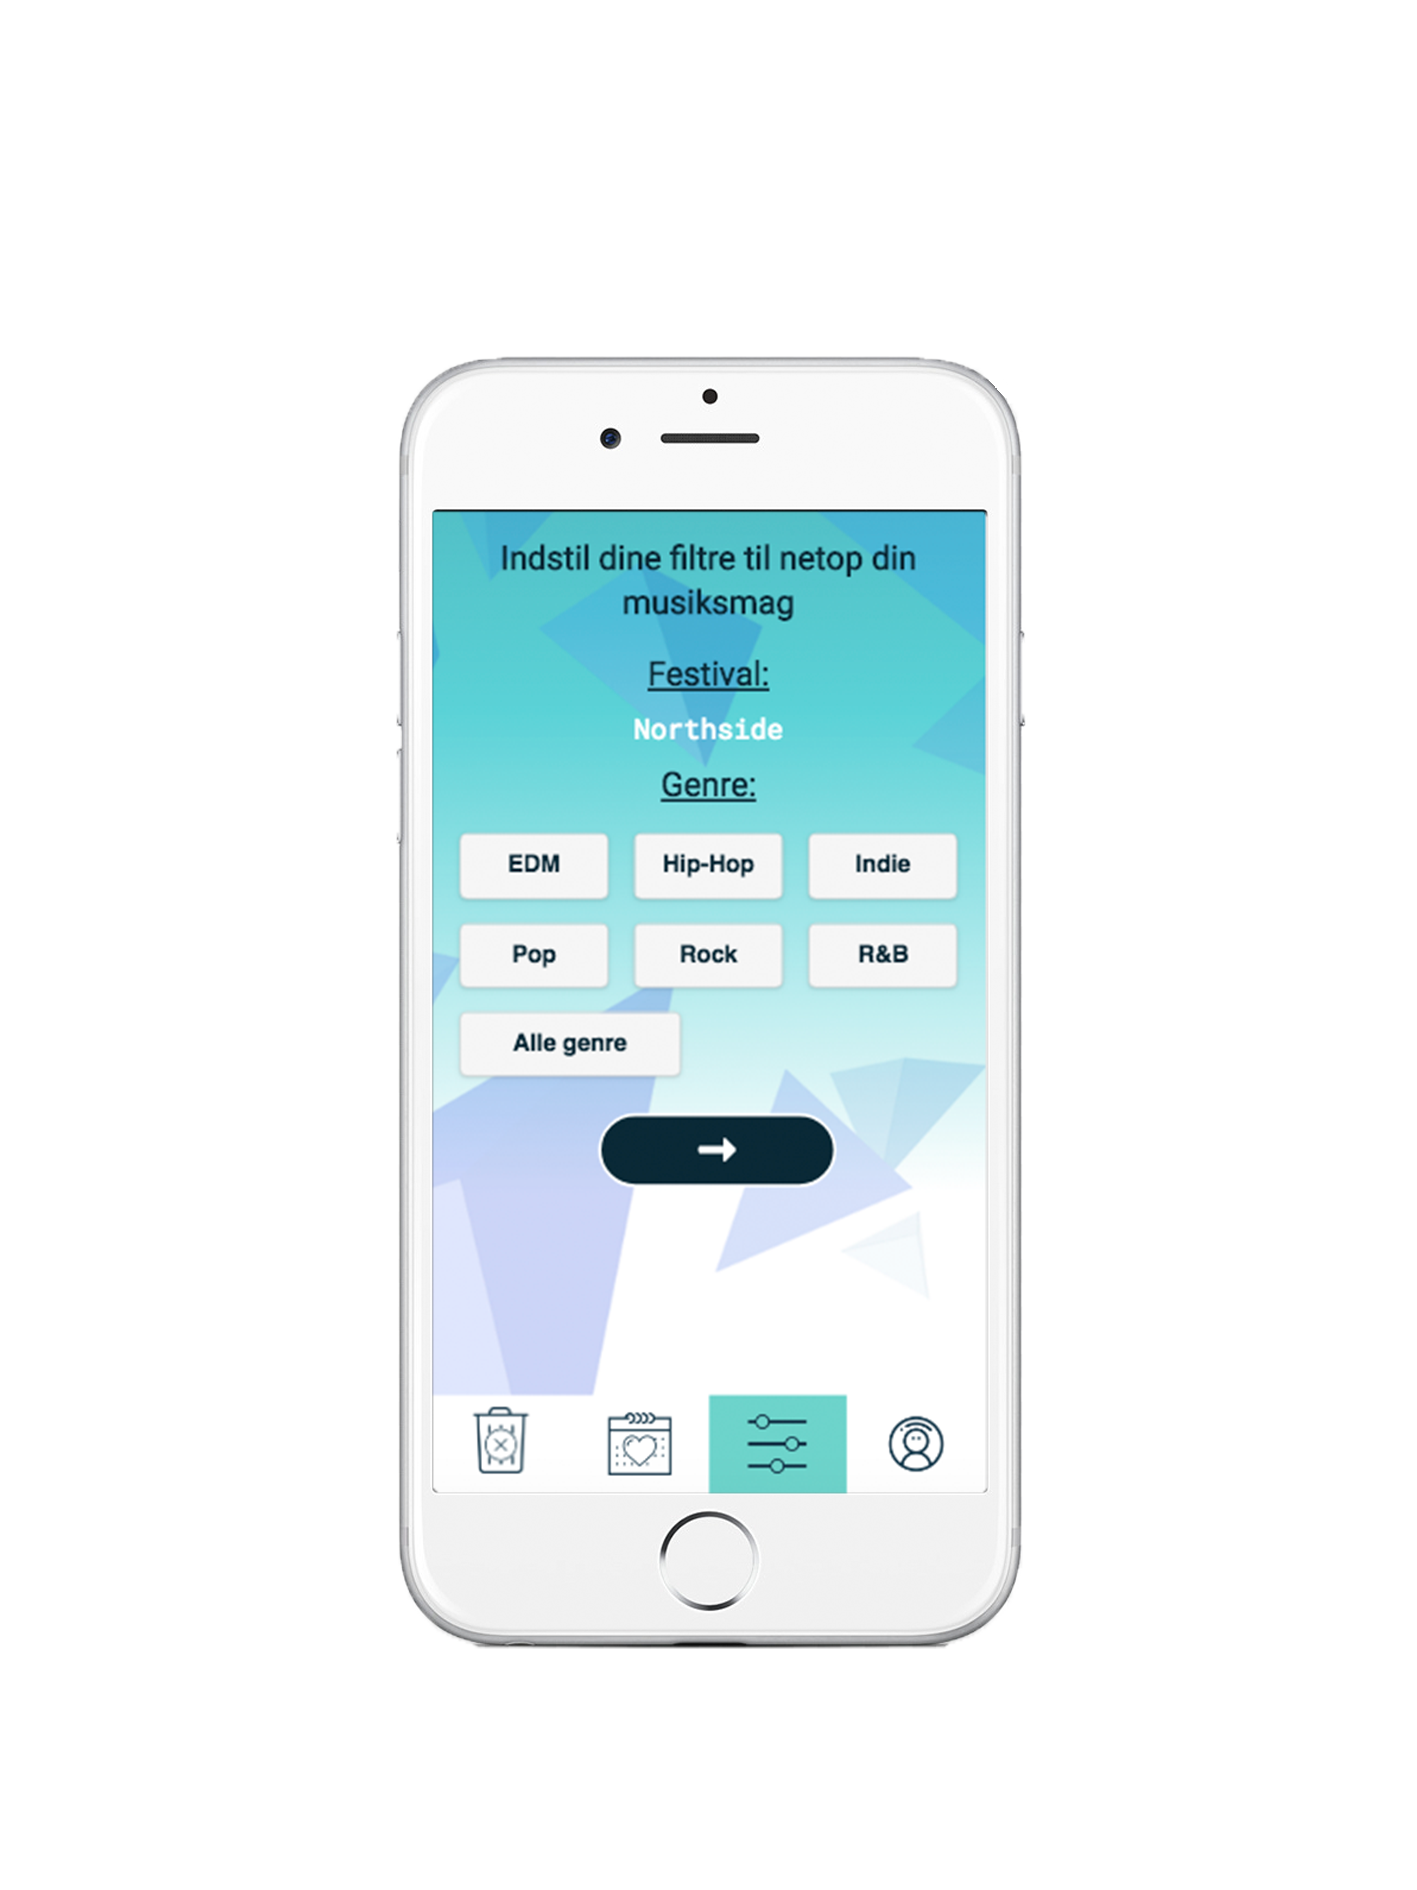 Indstil dine filtre til netop din
musiksmag
Festival:
Northside
Genre:
EDM
Hip-Hop
Indie
Pop
Rock
R&B
Alle genre